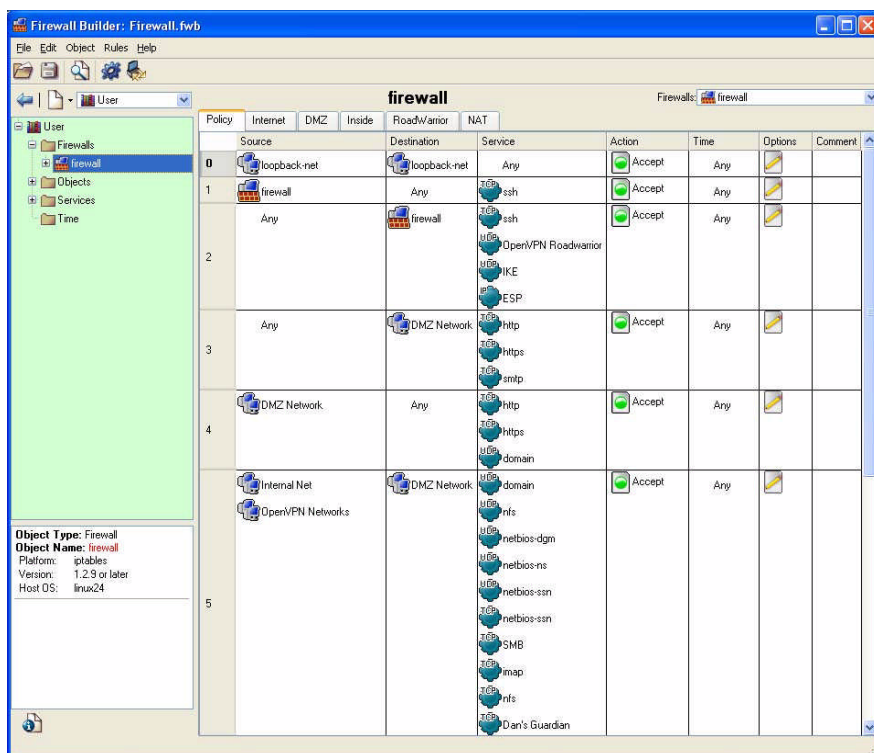 Firewall Builder: Firewall.fwb
File Edit Object Rules Help
User
firewall
Firewalls: firewall
Policy Internet DMZ Inside RoadWarrior NAT
User
Firewalls
firewall
Objects
Services
Time
Object Type: Firewall
Object Name: firewall
Platform: iptables
Version: 1.2.9 or later
Host OS: linux24
Source Destination Service Action Time Options Comment
0 loopback-net loopback-net Any Accept Any
1 firewall Any TCP ssh Accept Any
Any firewall TCP ssh Accept Any
UDP OpenVPN Roadwarrior
2
UDP IKE
IP ESP
Any DMZ Network TCP http Accept Any
3 TCP https
TCP smtp
DMZ Network Any TCP http Accept Any
4 TCP https
UDP domain
Internal Net DMZ Network UDP domain Accept Any
OpenVPN Networks UDP nfs
UDP netbios-dgm
UDP netbios-ns
UDP netbios-ssn
5
TCP netbios-ssn
TCP SMB
TCP imap
TCP nfs
TCP Dan's Guardian